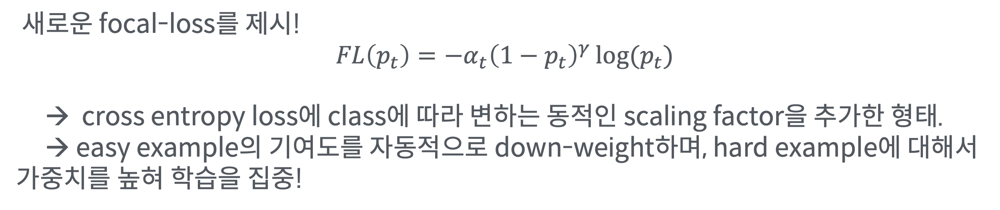 새로운 focal-loss를 제시!
FL(pₜ) = −αₜ(1 − pₜ)^γ log(pₜ)
→ cross entropy loss에 class에 따라 변하는 동적인 scaling factor을 추가한 형태.
→ easy example의 기여도를 자동적으로 down-weight하며, hard example에 대해서
가중치를 높혀 학습을 집중!